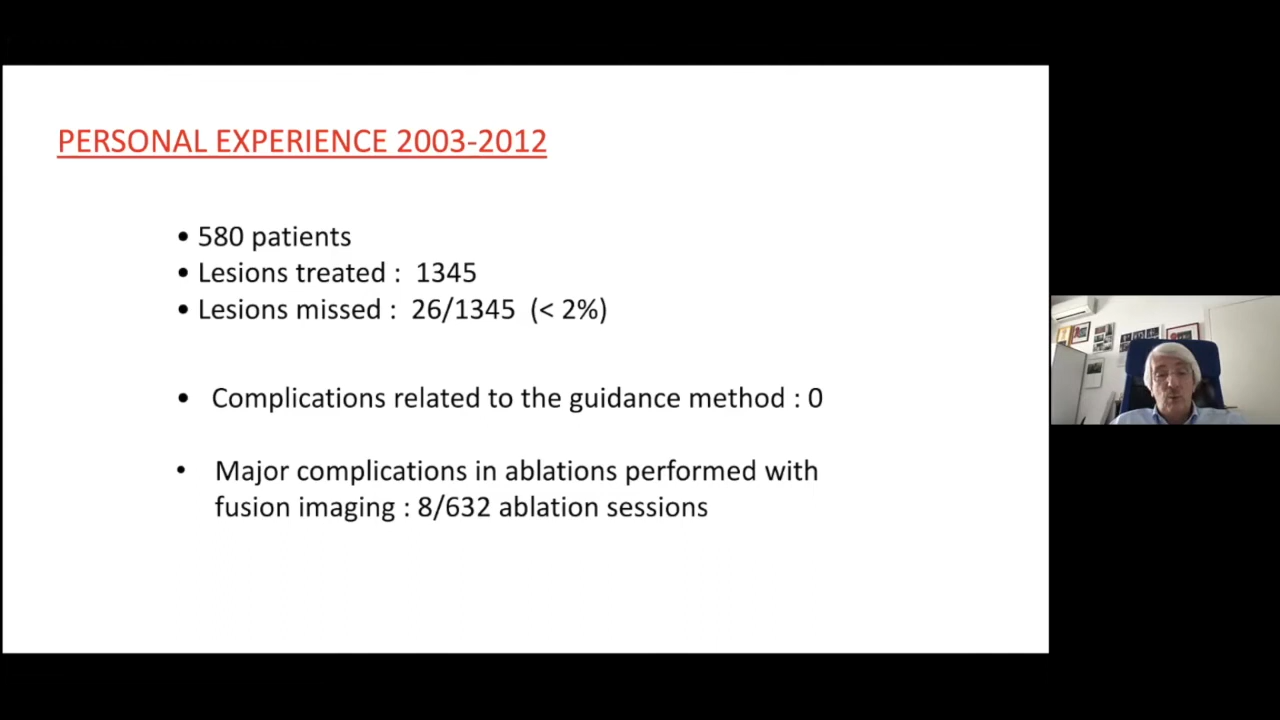 PERSONAL EXPERIENCE 2003-2012
• 580 patients
• Lesions treated : 1345
• Lesions missed : 26/1345 (< 2%)
• Complications related to the guidance method : 0
• Major complications in ablations performed with
fusion imaging : 8/632 ablation sessions